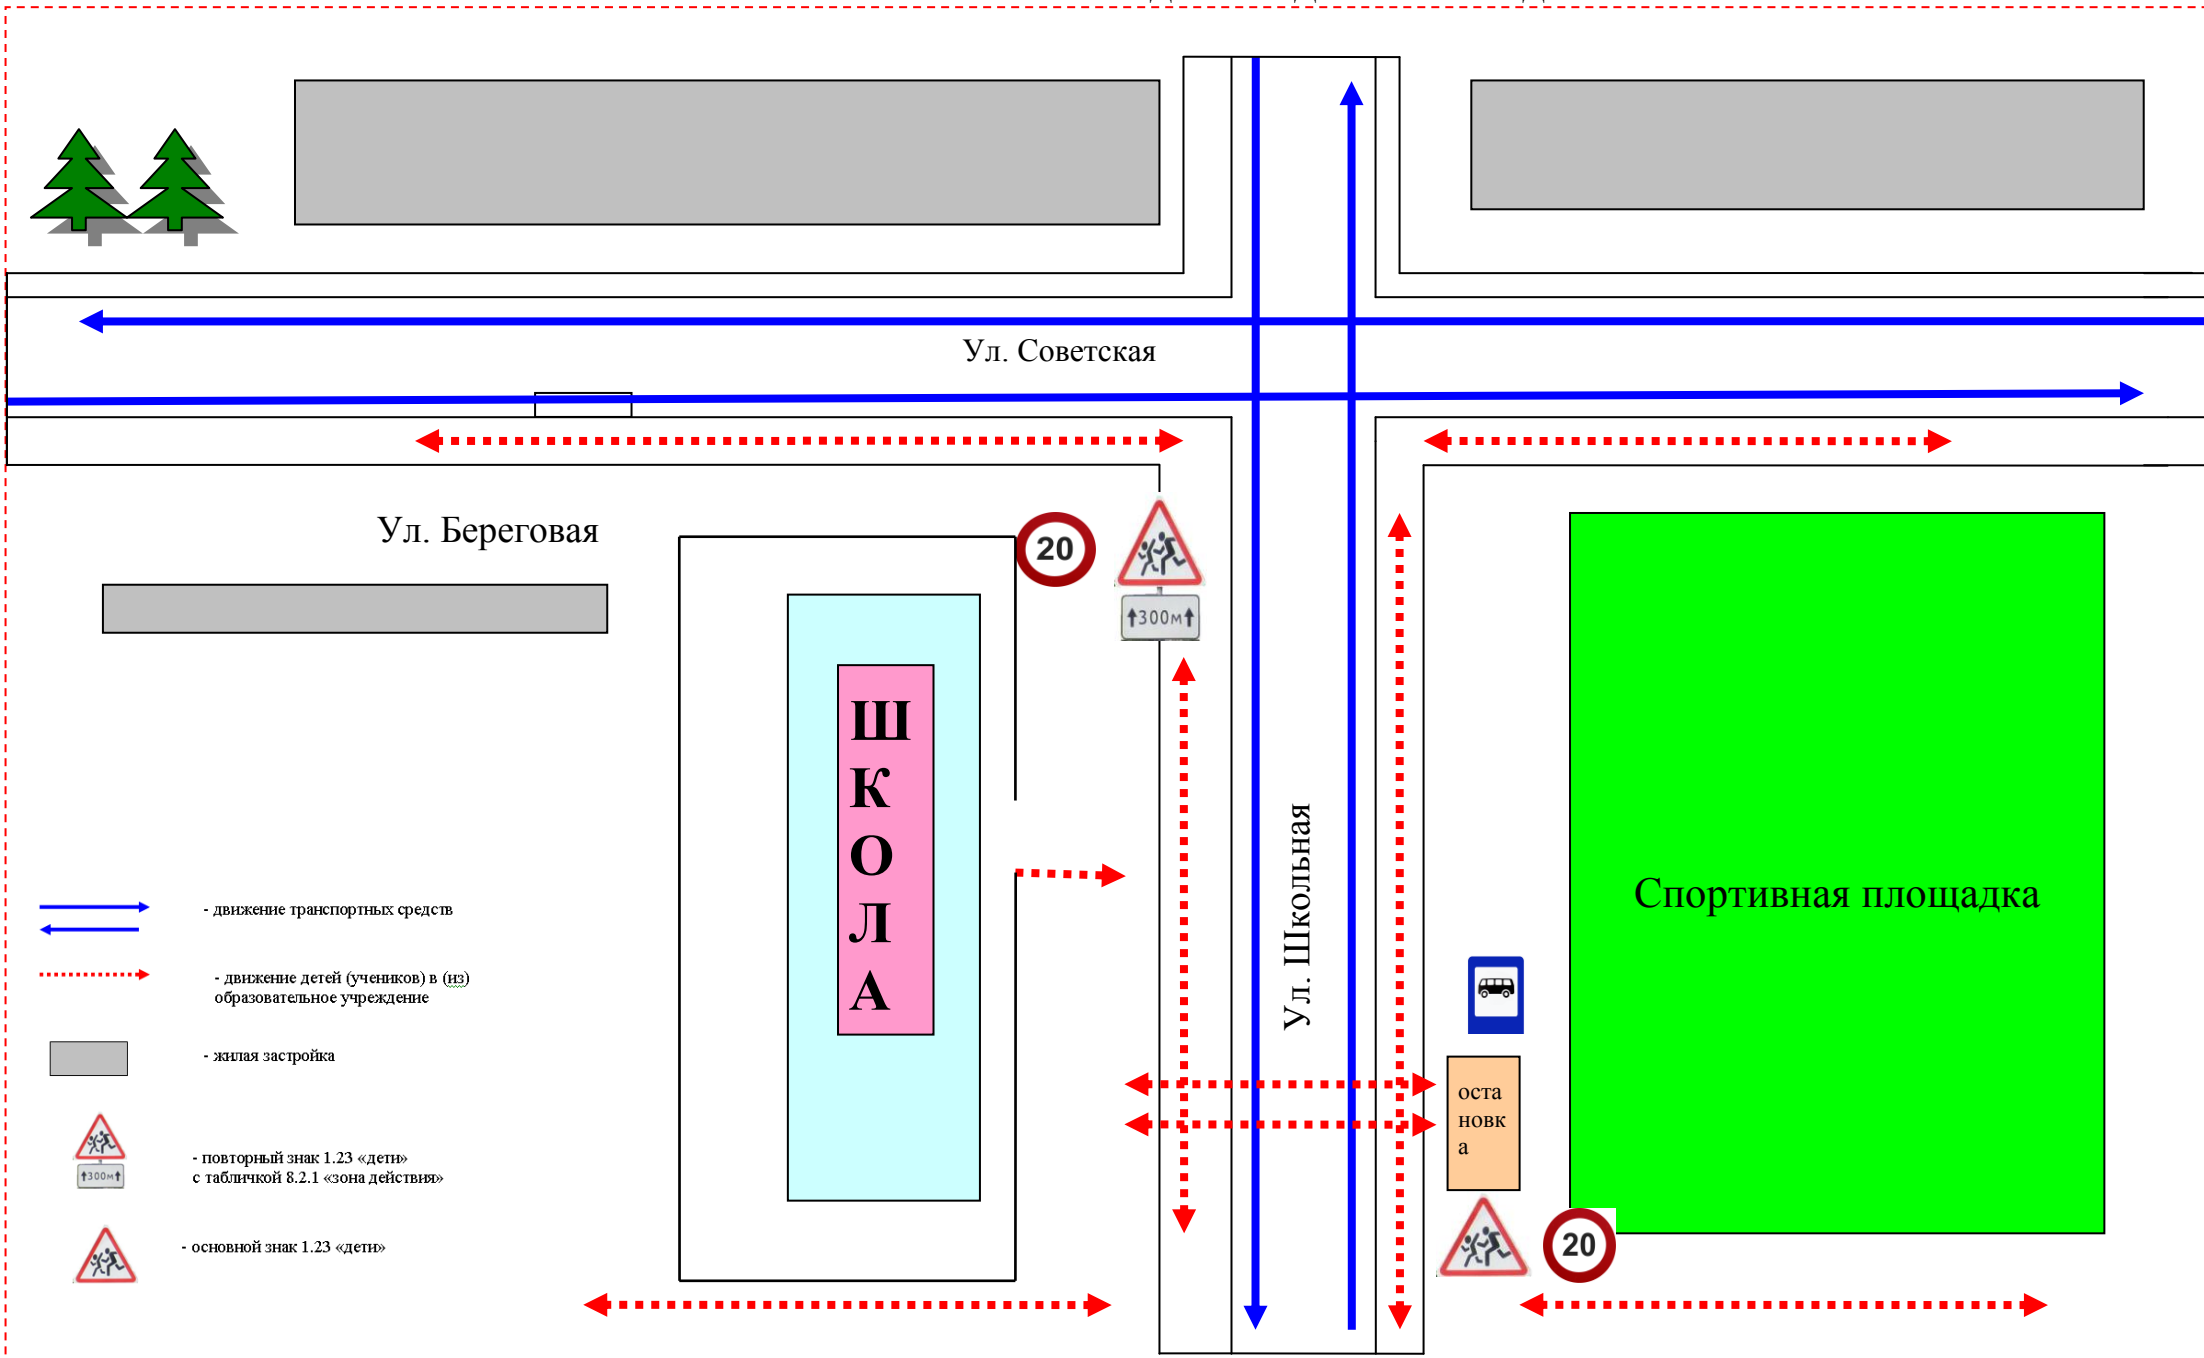 Ул. Советская
Ул. Береговая
20
↑300м↑
Ш
К
О
Л
А
Ул. Школьная
Спортивная площадка
оста
новк
а
20
- движение транспортных средств
- движение детей (учеников) в (из)
образовательное учреждение
- жилая застройка
↑300м↑
- повторный знак 1.23 «дети»
с табличкой 8.2.1 «зона действия»
- основной знак 1.23 «дети»